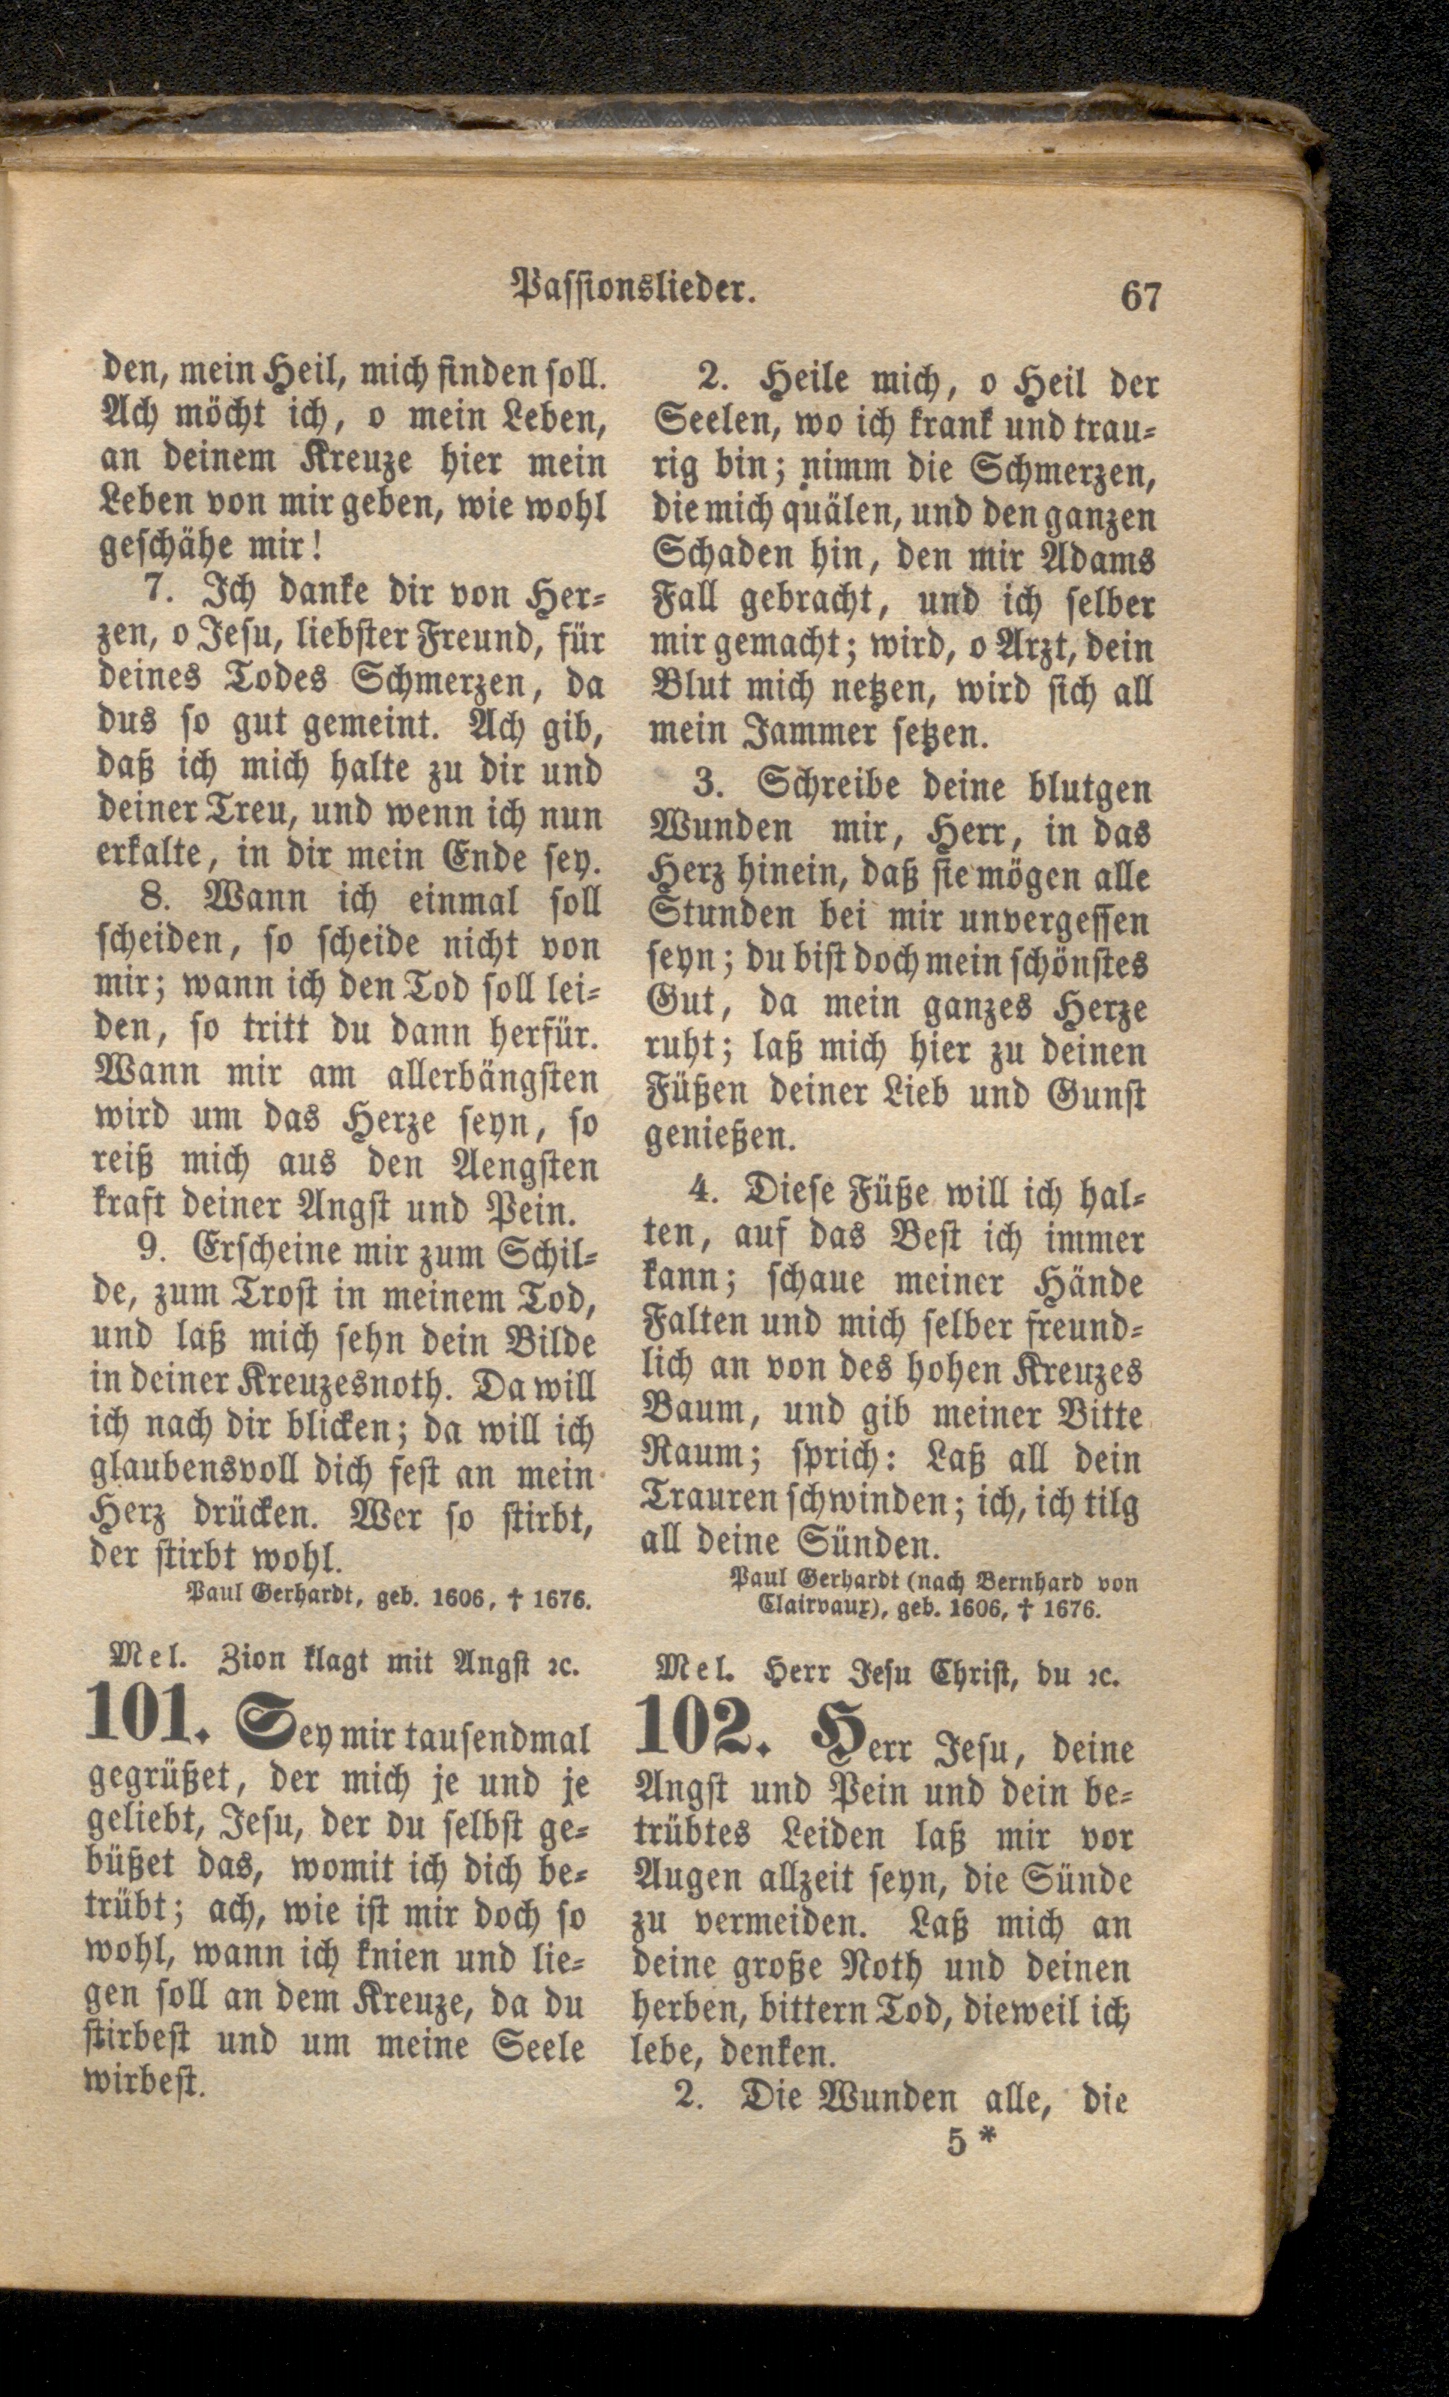 Passionslieder.
67
den, mein Heil, mich finden soll.
Ach möcht ich, o mein Leben,
an deinem Kreuze hier mein
Leben von mir geben, wie wohl
geschähe mir!
7. Ich danke dir von Her-
zen, o Jesu, liebster Freund, für
deines Todes Schmerzen, da
dus so gut gemeint. Ach gib,
daß ich mich halte zu dir und
deiner Treu, und wenn ich nun
erkalte, in dir mein Ende sey.
8. Wann ich einmal soll
scheiden, so scheide nicht von
mir; wann ich den Tod soll lei-
den, so tritt du dann herfür.
Wann mir am allerbängsten
wird um das Herze seyn, so
reiß mich aus den Aengsten
kraft deiner Angst und Pein.
9. Erscheine mir zum Schil-
de, zum Trost in meinem Tod,
und laß mich sehn dein Bilde
in deiner Kreuzesnoth. Da will
ich nach dir blicken; da will ich
glaubensvoll dich fest an mein
Herz drücken. Wer so stirbt,
der stirbt wohl.
Paul Gerhardt, geb. 1606, † 1676.
Mel. Zion klagt mit Angst ꝛc.
101. Sey mir tausendmal
gegrüßet, der mich je und je
geliebt, Jesu, der du selbst ge-
büßet das, womit ich dich be-
trübt; ach, wie ist mir doch so
wohl, wann ich knien und lie-
gen soll an dem Kreuze, da du
stirbest und um meine Seele
wirbest.
2. Heile mich, o Heil der
Seelen, wo ich krank und trau-
rig bin; nimm die Schmerzen,
die mich quälen, und den ganzen
Schaden hin, den mir Adams
Fall gebracht, und ich selber
mir gemacht; wird, o Arzt, dein
Blut mich netzen, wird sich all
mein Jammer setzen.
3. Schreibe deine blutgen
Wunden mir, Herr, in das
Herz hinein, daß sie mögen alle
Stunden bei mir unvergessen
seyn; du bist doch mein schönstes
Gut, da mein ganzes Herze
ruht; laß mich hier zu deinen
Füßen deiner Lieb und Gunst
genießen.
4. Diese Füße will ich hal-
ten, auf das Best ich immer
kann; schaue meiner Hände
Falten und mich selber freund-
lich an von des hohen Kreuzes
Baum, und gib meiner Bitte
Raum; sprich: Laß all dein
Trauren schwinden; ich, ich tilg
all deine Sünden.
Paul Gerhardt (nach Bernhard von
Clairvaux), geb. 1606, † 1676.
Mel. Herr Jesu Christ, du ꝛc.
102. Herr Jesu, deine
Angst und Pein und dein be-
trübtes Leiden laß mir vor
Augen allzeit seyn, die Sünde
zu vermeiden. Laß mich an
deine große Noth und deinen
herben, bittern Tod, dieweil ich
lebe, denken.
2. Die Wunden alle, die
5*